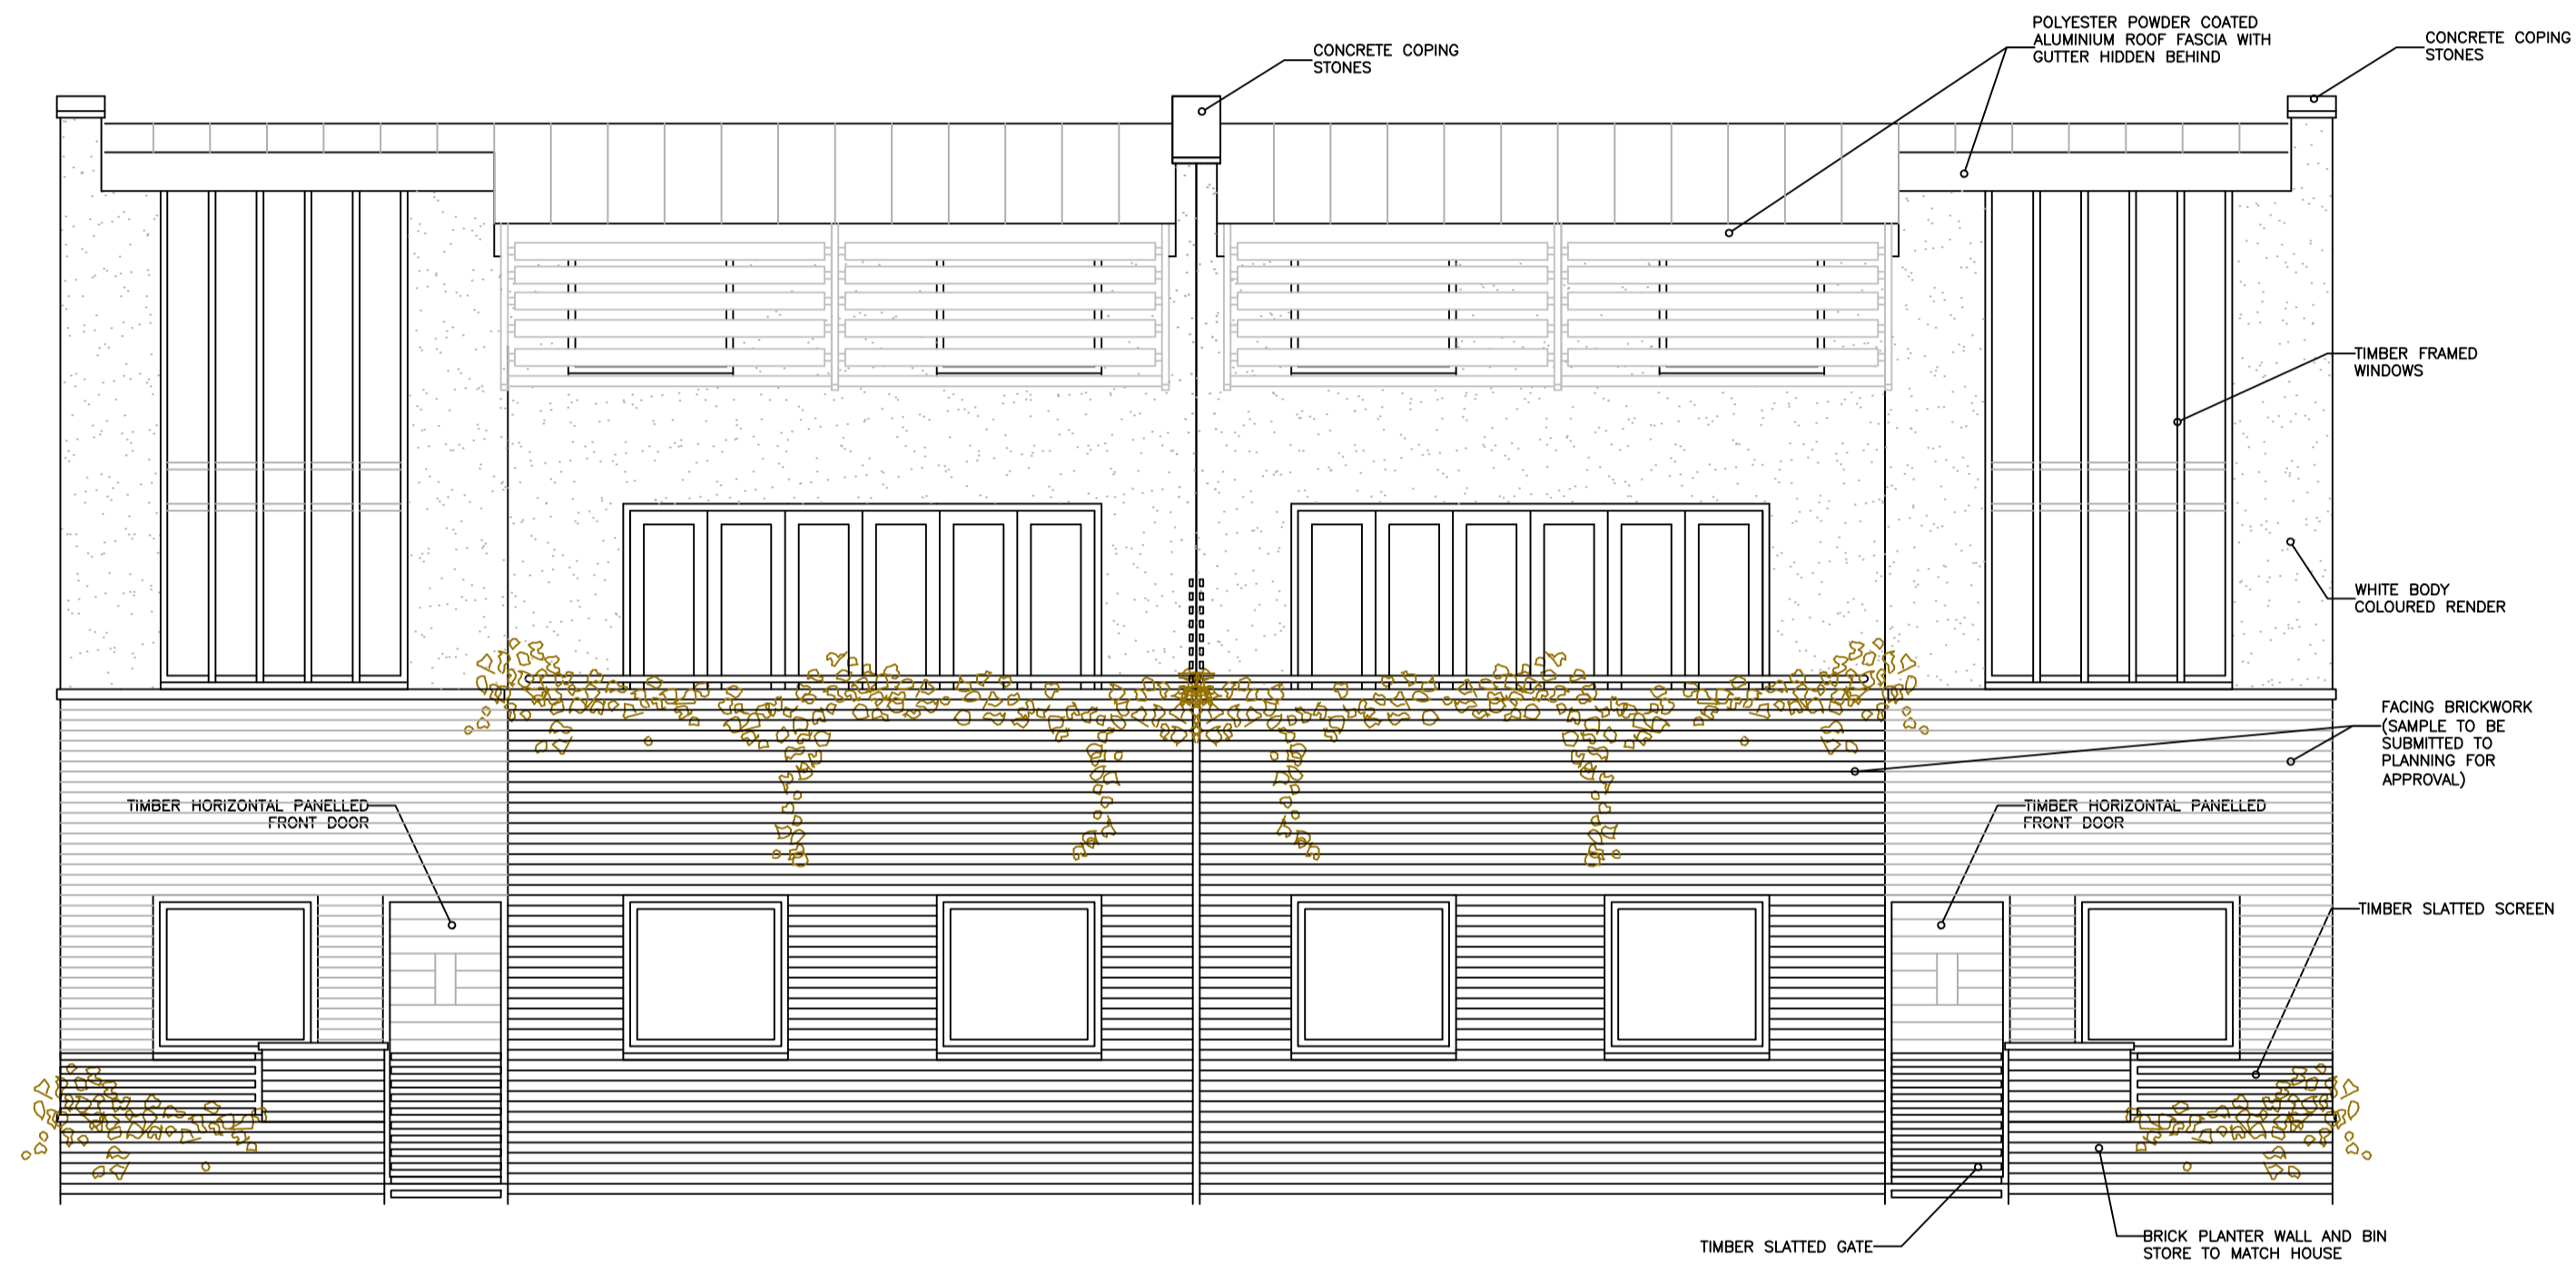 CONCRETE COPING
STONES
POLYESTER POWDER COATED
ALUMINIUM ROOF FASCIA WITH
GUTTER HIDDEN BEHIND
CONCRETE COPING
STONES
TIMBER FRAMED
WINDOWS
WHITE BODY
COLOURED RENDER
FACING BRICKWORK
(SAMPLE TO BE
SUBMITTED TO
PLANNING FOR
APPROVAL)
TIMBER HORIZONTAL PANELLED
FRONT DOOR
TIMBER HORIZONTAL PANELLED
FRONT DOOR
TIMBER SLATTED SCREEN
TIMBER SLATTED GATE
BRICK PLANTER WALL AND BIN
STORE TO MATCH HOUSE